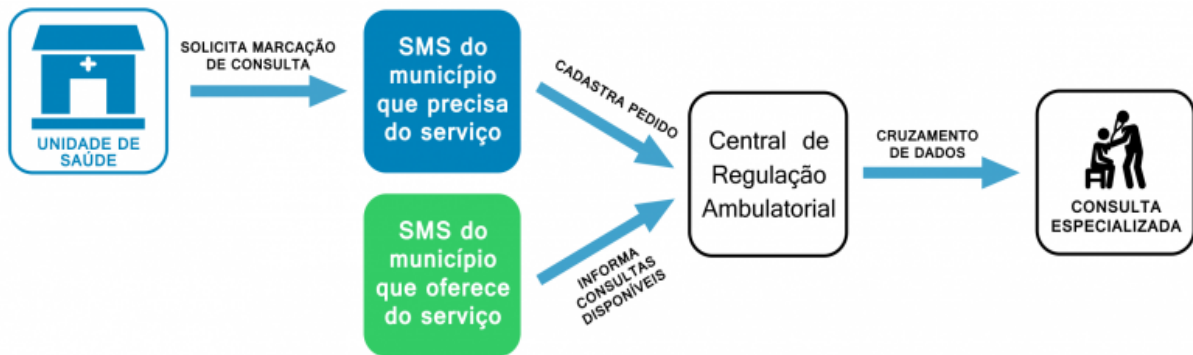 UNIDADE DE
SAÚDE
SOLICITA MARCAÇÃO
DE CONSULTA
SMS do
município
que precisa
do serviço
CADASTRA PEDIDO
SMS do
município
que oferece
do serviço
INFORMA
CONSULTAS
DISPONÍVEIS
Central de
Regulação
Ambulatorial
CRUZAMENTO
DE DADOS
CONSULTA
ESPECIALIZADA